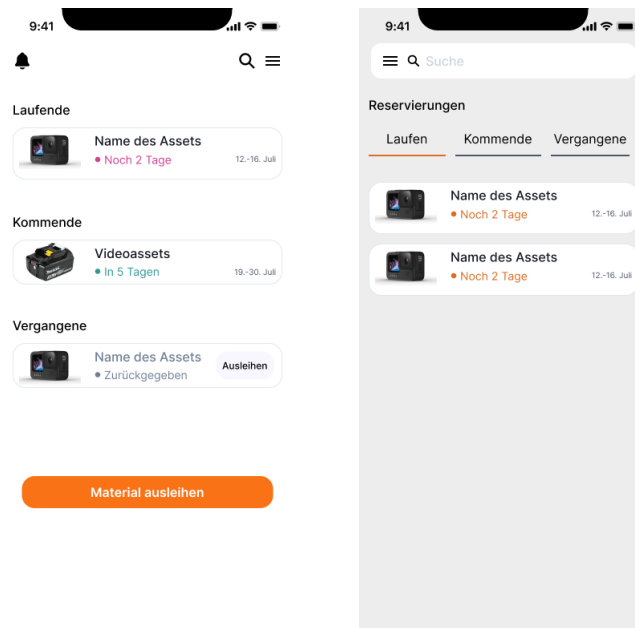 9:41
Laufende
Name des Assets
Noch 2 Tage
12.-16. Juli
Kommende
Videoassets
In 5 Tagen
19.-30. Juli
Vergangene
Name des Assets
Zurückgegeben
Ausleihen
Material ausleihen
9:41
Suche
Reservierungen
Laufen
Kommende
Vergangene
Name des Assets
Noch 2 Tage
12.-16. Juli
Name des Assets
Noch 2 Tage
12.-16. Juli